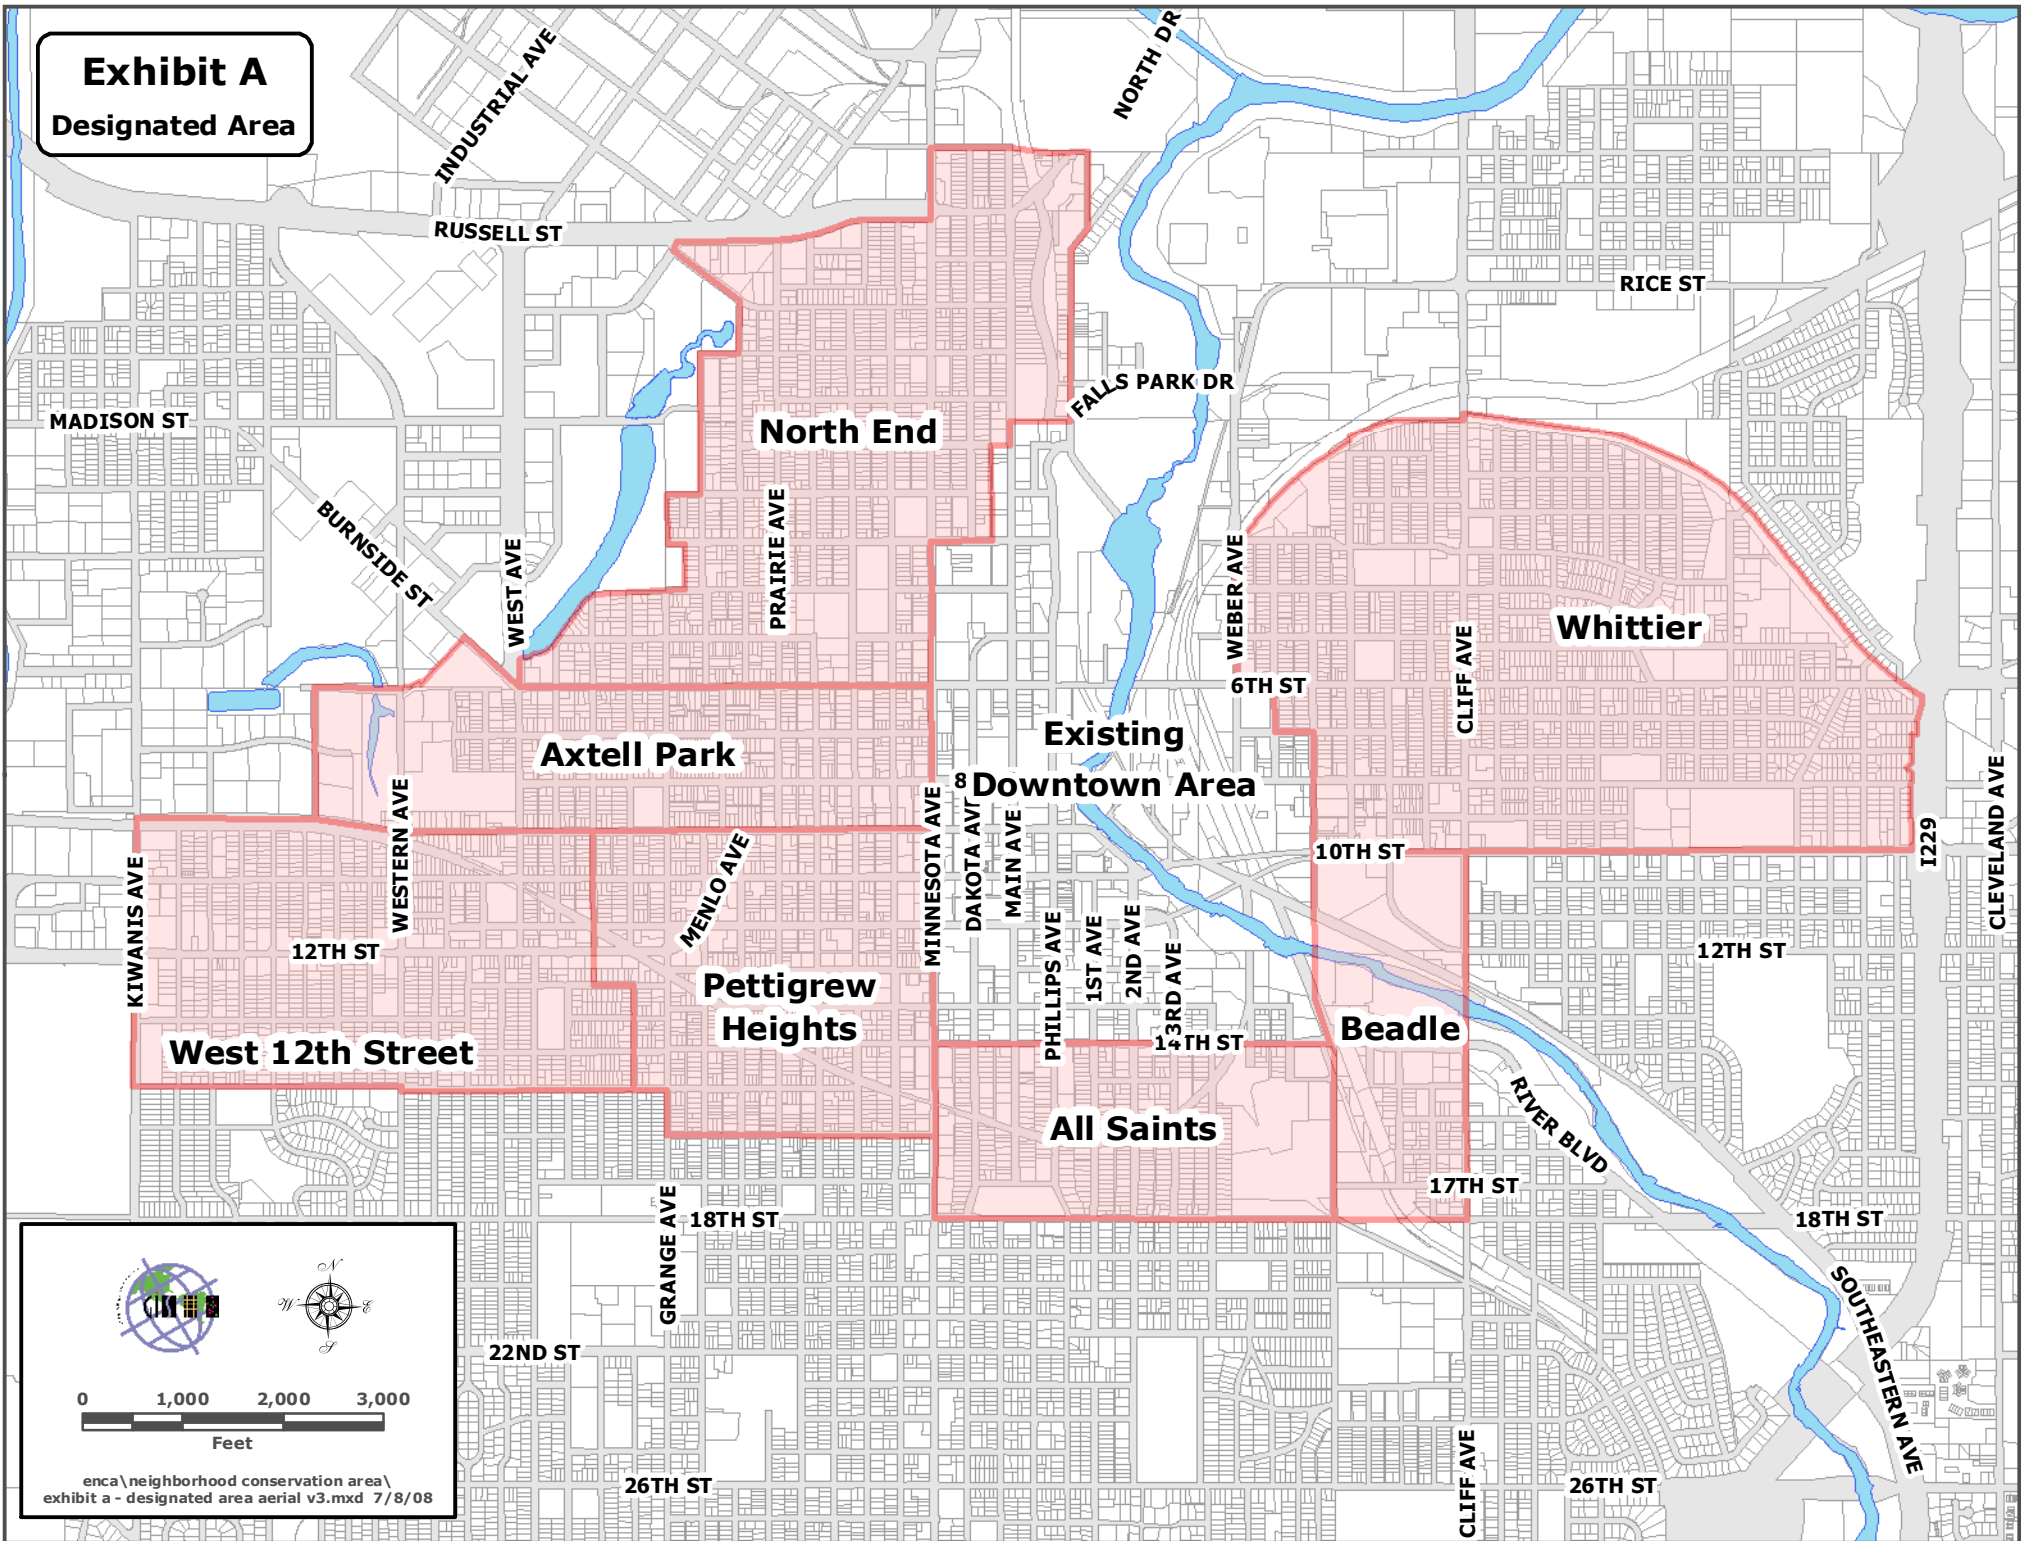 Exhibit A
Designated Area
INDUSTRIAL AVE
NORTH DR
RUSSELL ST
RICE ST
FALLS PARK DR
MADISON ST
North End
PRAIRIE AVE
BURNSIDE ST
WEST AVE
WEBER AVE
CLIFF AVE
Whittier
6TH ST
Existing
Downtown Area
8
Axtell Park
WESTERN AVE
KIWANIS AVE
MENLO AVE
MINNESOTA AVE
DAKOTA AVE
MAIN AVE
10TH ST
I229
CLEVELAND AVE
12TH ST
12TH ST
PHILLIPS AVE
1ST AVE
2ND AVE
3RD AVE
14TH ST
Pettigrew
Heights
West 12th Street
Beadle
All Saints
RIVER BLVD
17TH ST
18TH ST
18TH ST
GRANGE AVE
SOUTHEASTERN AVE
22ND ST
26TH ST
26TH ST
CLIFF AVE
N
W
E
S
0 1,000 2,000 3,000
Feet
enca\neighborhood conservation area\
exhibit a - designated area aerial v3.mxd 7/8/08